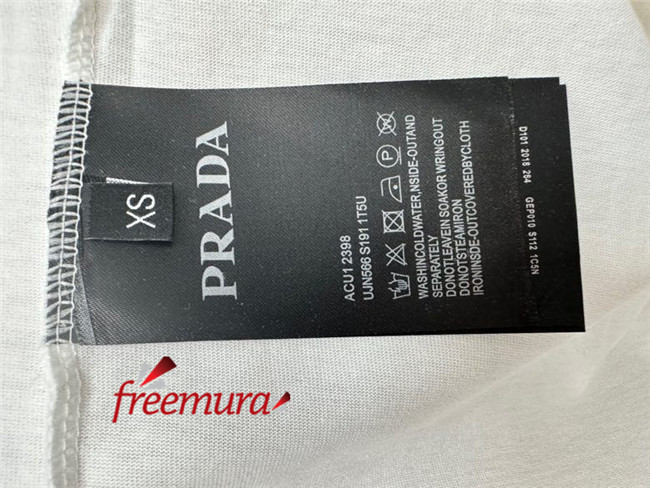 XS
PRADA
ACU1 2398
UJN566 S191 1T5U
WASHINCOLDWATER,NSIDE-OUTAND
SEPARATELY
DONOTLEAVEIN SOAKOR WRINGOUT
DONOTSTEAMIRON
IRONINSDE-OUTCOVEREDBYCLOTH
D101 2018 264
GEP010 S112 1C5N
freemura